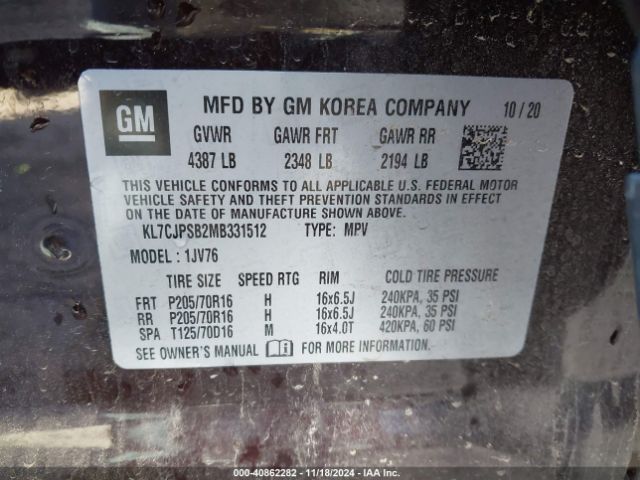 GM
MFD BY GM KOREA COMPANY 10 / 20
GVWR GAWR FRT GAWR RR
4387 LB 2348 LB 2194 LB
THIS VEHICLE CONFORMS TO ALL APPLICABLE U.S. FEDERAL MOTOR
VEHICLE SAFETY AND THEFT PREVENTION STANDARDS IN EFFECT
ON THE DATE OF MANUFACTURE SHOWN ABOVE.
KL7CJPSB2MB331512 TYPE: MPV
MODEL : 1JV76
TIRE SIZE SPEED RTG RIM COLD TIRE PRESSURE
FRT P205/70R16 H 16x6.5J 240KPA, 35 PSI
RR P205/70R16 H 16x6.5J 240KPA, 35 PSI
SPA T125/70D16 M 16x4.0T 420KPA, 60 PSI
SEE OWNER'S MANUAL i FOR MORE INFORMATION.
000-40862282 - 11/18/2024 - IAA Inc.